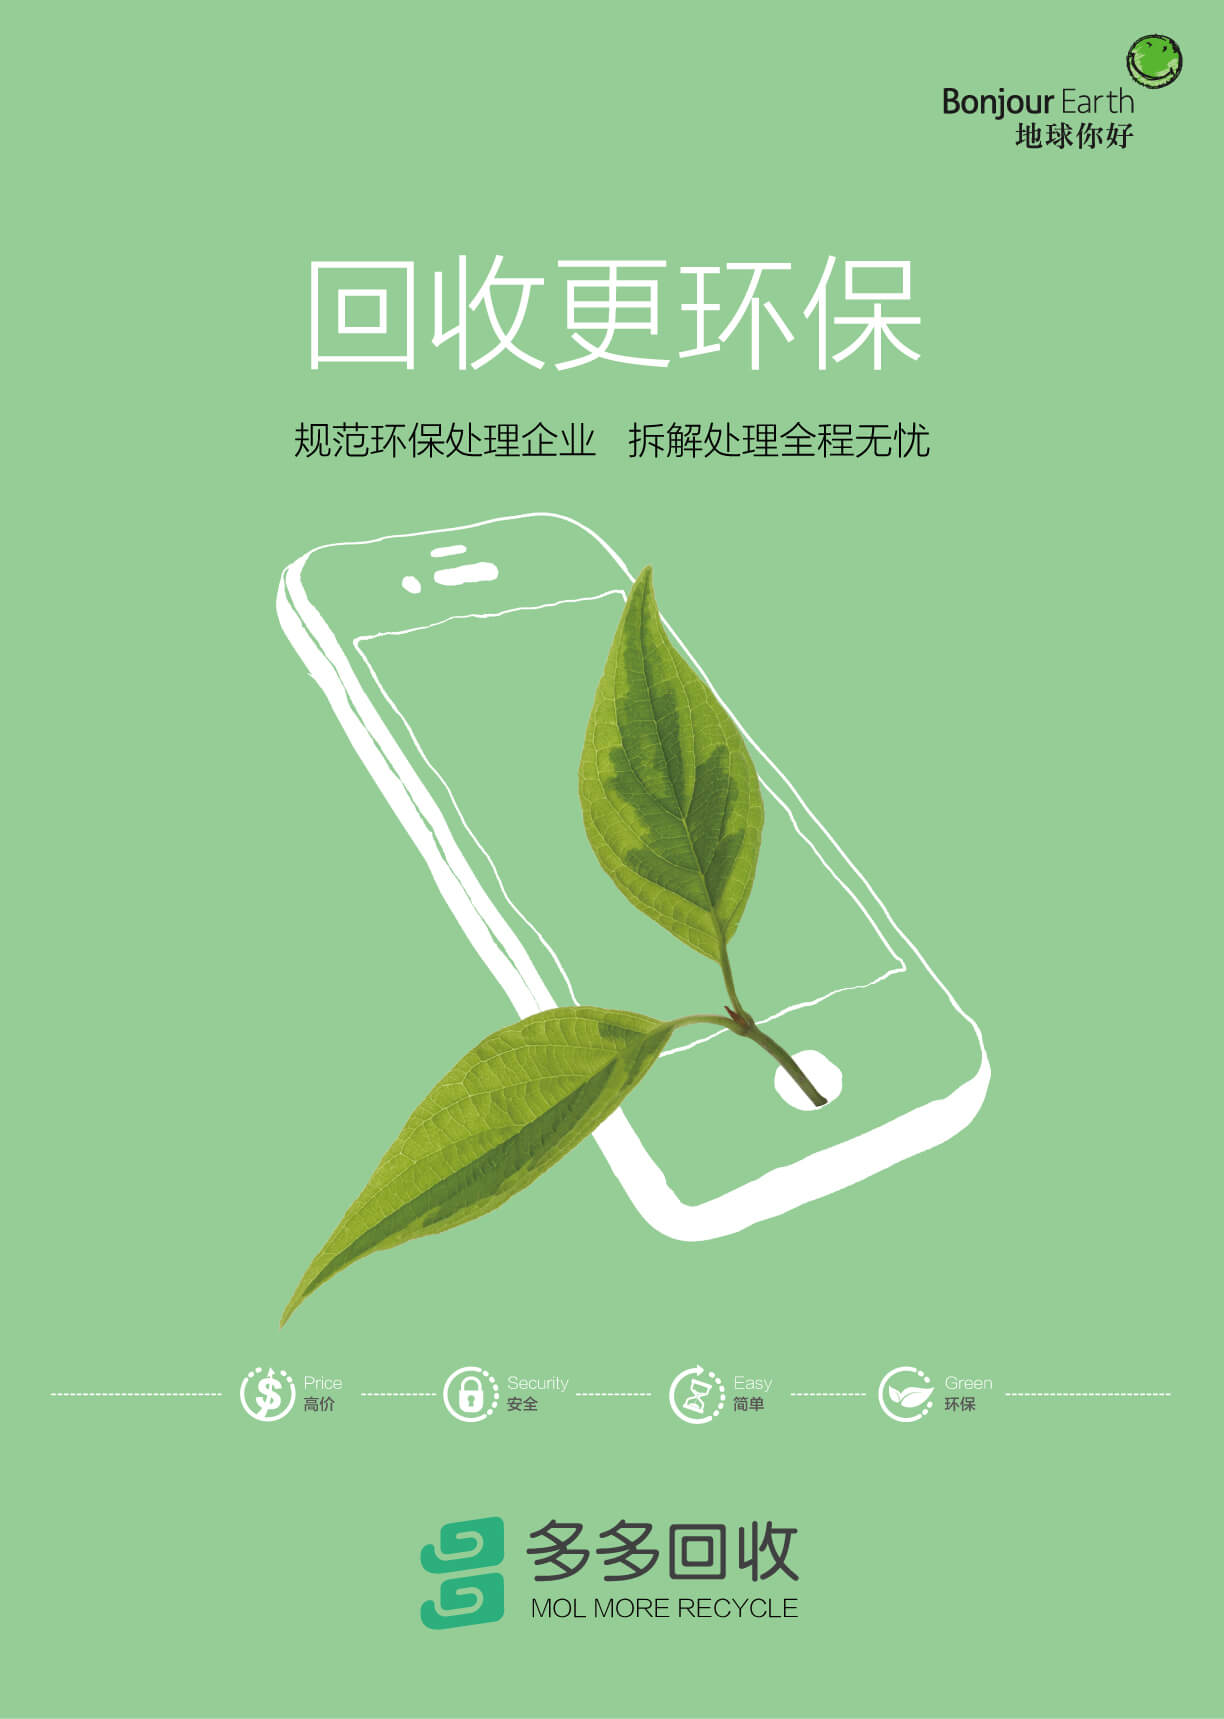 Bonjour Earth
地球你好
回收更环保
规范环保处理企业 拆解处理全程无忧
Price
高价
Security
安全
Easy
简单
Green
环保
多多回收
MOL MORE RECYCLE